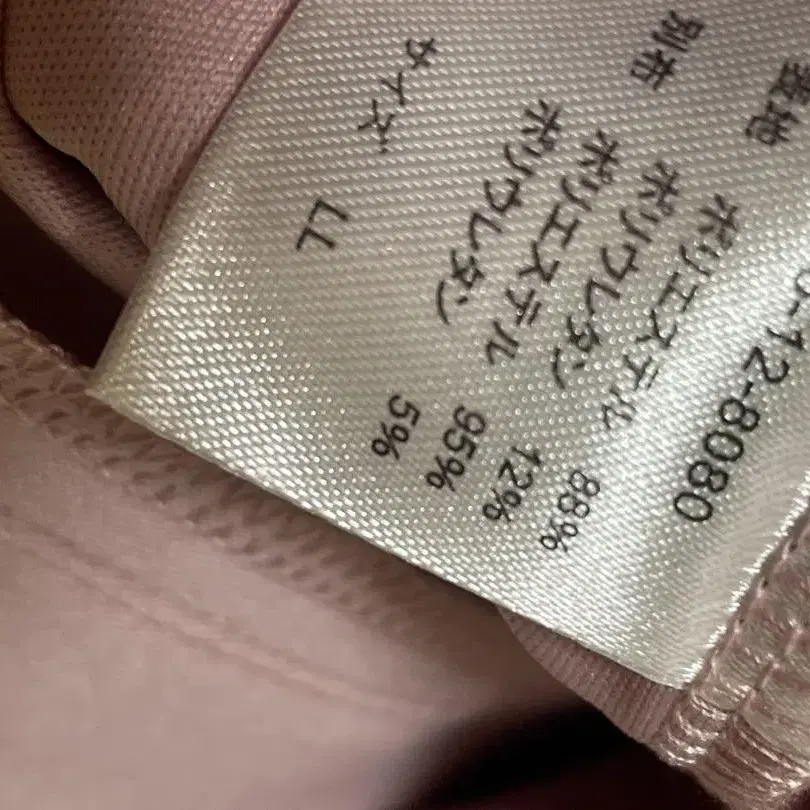 -12-8080
表地 ポリエステル 88%
ポリウレタン 12%
別布 ポリエステル 95%
ポリウレタン 5%
サイズ LL